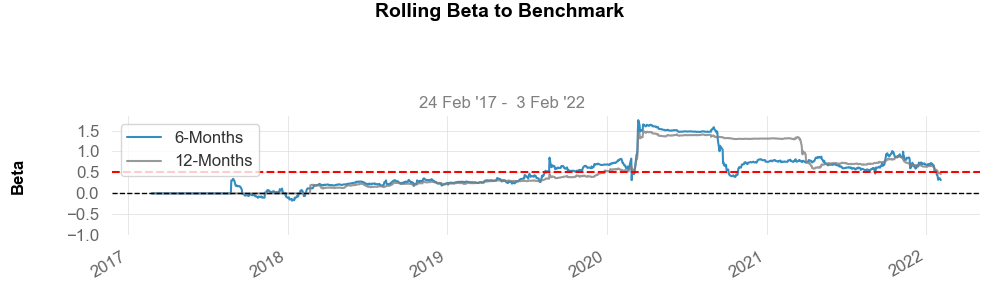 Rolling Beta to Benchmark
24 Feb '17 -  3 Feb '22
Beta
6-Months
12-Months
1.5
1.0
0.5
0.0
−0.5
−1.0
2017
2018
2019
2020
2021
2022